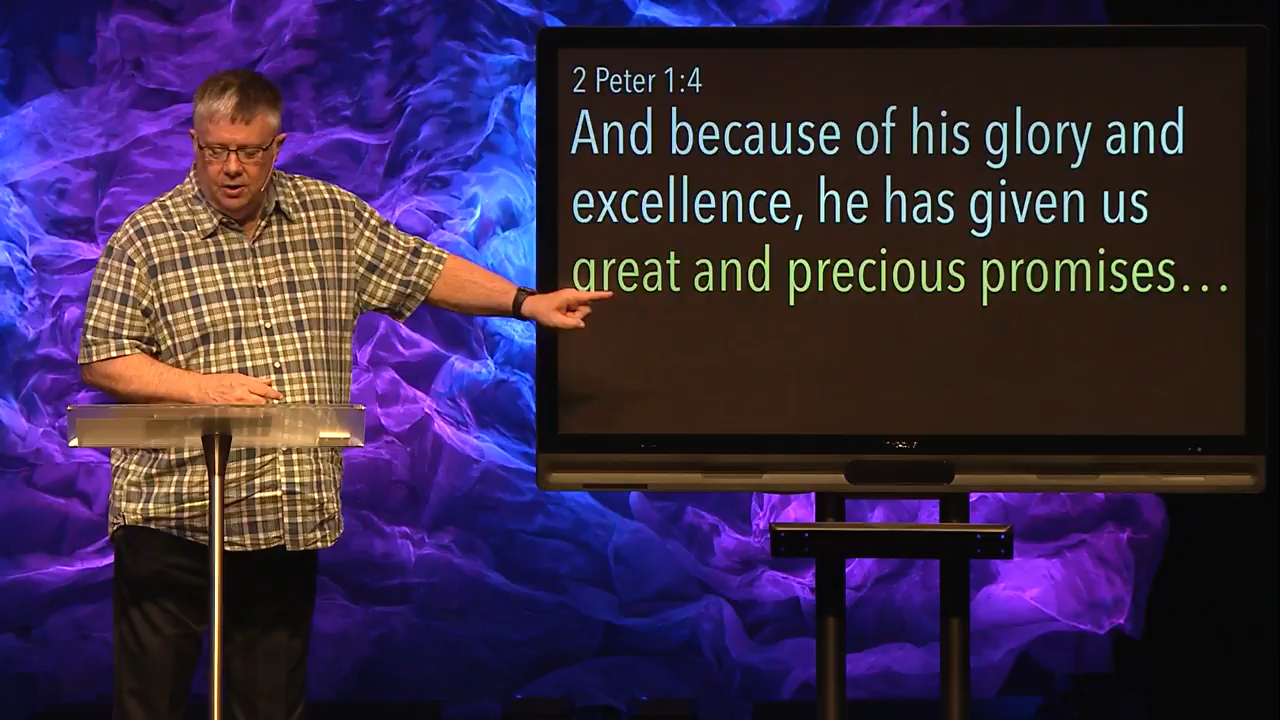 2 Peter 1:4
And because of his glory and
excellence, he has given us
great and precious promises…